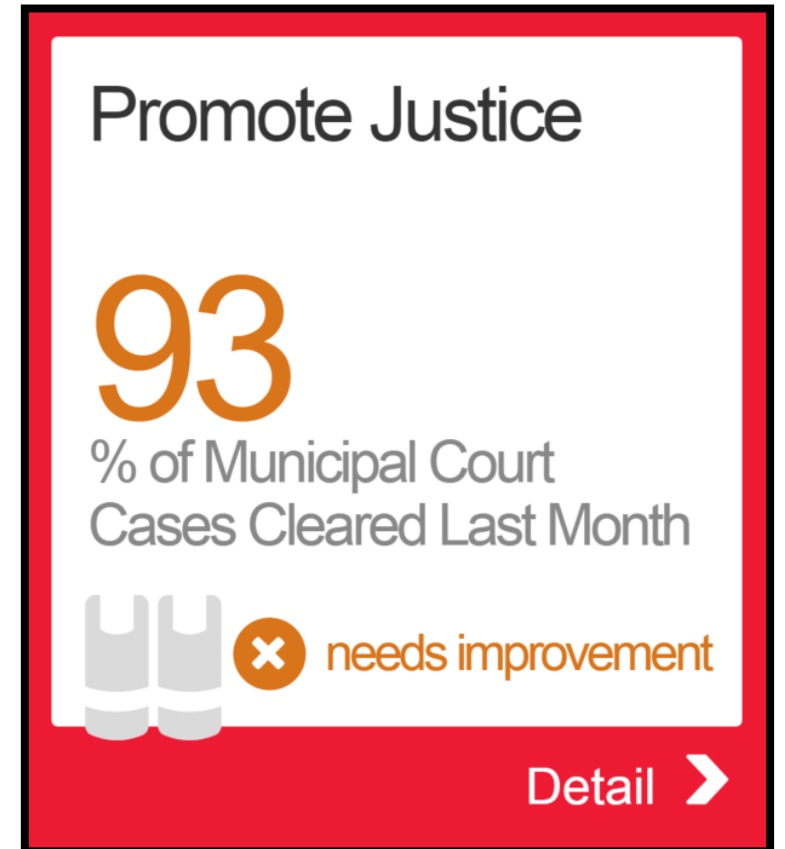 Promote Justice
93
% of Municipal Court
Cases Cleared Last Month
needs improvement
Detail